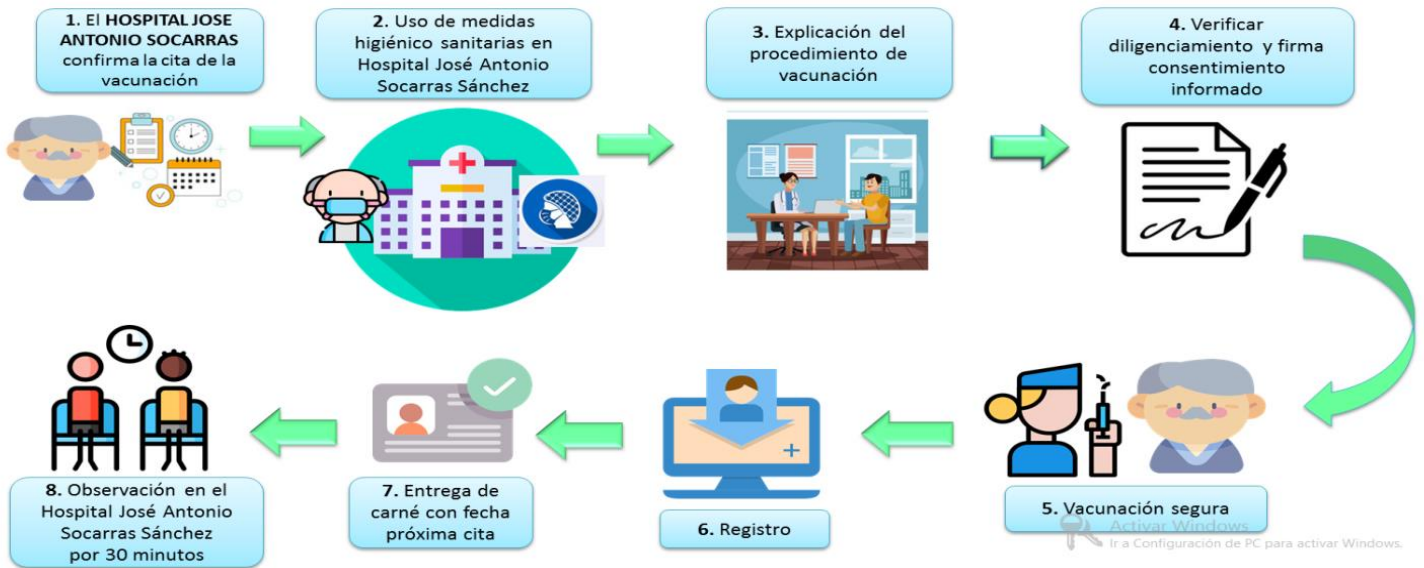 1. El HOSPITAL JOSE
ANTONIO SOCARRAS
confirma la cita de la
vacunación
2. Uso de medidas
higiénico sanitarias en
Hospital José Antonio
Socarras Sánchez
3. Explicación del
procedimiento de
vacunación
4. Verificar
diligenciamiento y firma
consentimiento
informado
5. Vacunación segura
6. Registro
7. Entrega de
carné con fecha
próxima cita
8. Observación en el
Hospital José Antonio
Socarras Sánchez
por 30 minutos
Activar Windows
Ir a Configuración de PC para activar Windows.